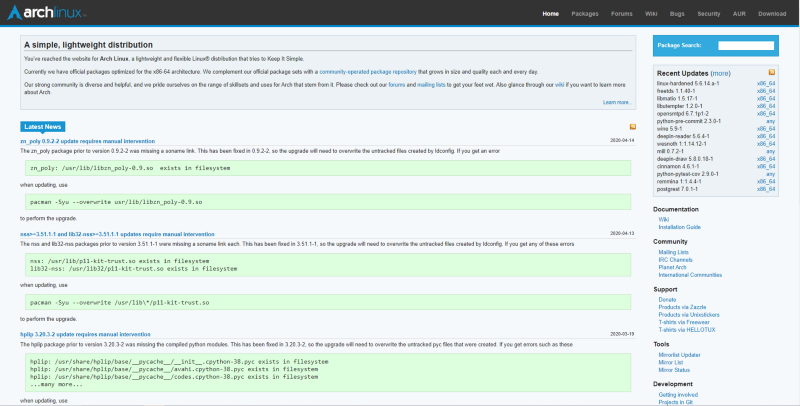 archlinux™
Home Packages Forums Wiki Bugs Security AUR Download
A simple, lightweight distribution
You've reached the website for Arch Linux, a lightweight and flexible Linux® distribution that tries to Keep It Simple.
Currently we have official packages optimized for the x86-64 architecture. We complement our official package sets with a community-operated package repository that grows in size and quality each and every day.
Our strong community is diverse and helpful, and we pride ourselves on the range of skillsets and uses for Arch that stem from it. Please check out our forums and mailing lists to get your feet wet. Also glance through our wiki if you want to learn more
about Arch.
Learn more...
Latest News
zn_poly 0.9.2-2 update requires manual intervention 2020-04-14
The zn_poly package prior to version 0.9.2-2 was missing a soname link. This has been fixed in 0.9.2-2, so the upgrade will need to overwrite the untracked files created by ldconfig. If you get an error
zn_poly: /usr/lib/libzn_poly-0.9.so exists in filesystem
when updating, use
pacman -Syu --overwrite usr/lib/libzn_poly-0.9.so
to perform the upgrade.
nss>=3.51.1-1 and lib32-nss>=3.51.1-1 updates require manual intervention 2020-04-13
The nss and lib32-nss packages prior to version 3.51.1-1 were missing a soname link each. This has been fixed in 3.51.1-1, so the upgrade will need to overwrite the untracked files created by ldconfig. If you get any of these errors
nss: /usr/lib/p11-kit-trust.so exists in filesystem
lib32-nss: /usr/lib32/p11-kit-trust.so exists in filesystem
when updating, use
pacman -Syu --overwrite /usr/lib\*/p11-kit-trust.so
to perform the upgrade.
hplip 3.20.3-2 update requires manual intervention 2020-03-19
The hplip package prior to version 3.20.3-2 was missing the compiled python modules. This has been fixed in 3.20.3-2, so the upgrade will need to overwrite the untracked pyc files that were created. If you get errors such as these
hplip: /usr/share/hplip/base/__pycache__/__init__.cpython-38.pyc exists in filesystem
hplip: /usr/share/hplip/base/__pycache__/avahi.cpython-38.pyc exists in filesystem
hplip: /usr/share/hplip/base/__pycache__/codes.cpython-38.pyc exists in filesystem
...many more...
when updating, use
Package Search:
Recent Updates (more)
linux-hardened 5.5.14.a-1 x86_64
freetds 1.1.40-1 x86_64
libmatio 1.5.17-1 x86_64
libutempter 1.2.0-1 x86_64
opensmtpd 6.7.1p1-2 x86_64
python-pre-commit 2.3.0-1 any
vina 5.9-1 x86_64
deepin-reader 5.6.4-1 x86_64
wesnoth 1:1.14.12-1 x86_64
mill 0.7.2-1 any
deepin-draw 5.8.0.18-1 x86_64
cinnamon 4.6.1-1 x86_64
python-pytest-cov 2.9.0-1 any
remmina 1:1.4.4-1 x86_64
postgrest 7.0.1-1 x86_64
Documentation
Wiki
Installation Guide
Community
Mailing Lists
IRC Channels
Planet Arch
International Communities
Support
Donate
Products via Zazzle
Products via Unixstickers
T-shirts via Freewear
T-shirts via HELLOTUX
Tools
Mirrorlist Updater
Mirror List
Mirror Status
Development
Getting involved
Projects in Git